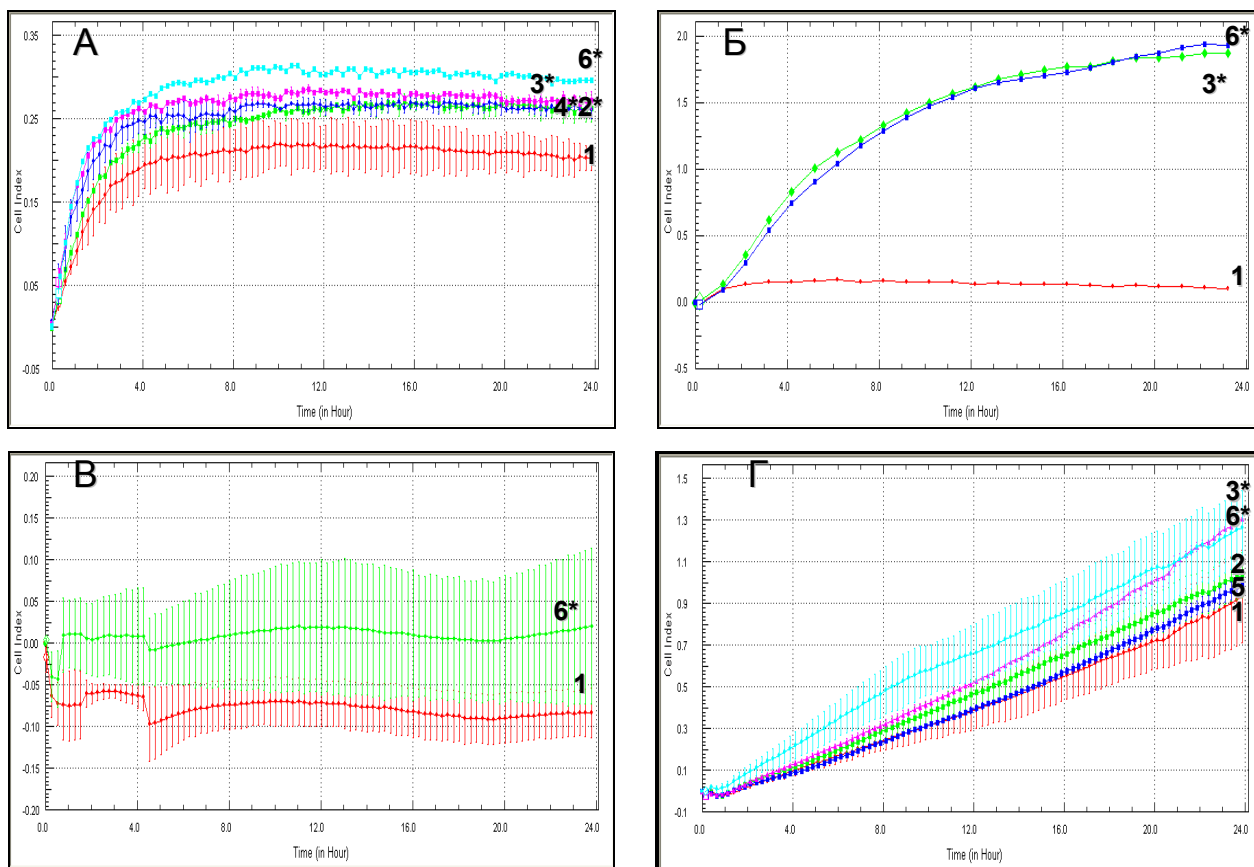 А
0.35
0.25
0.15
0.05
-0.05
Cell Index
6*
3*
4*2*
1
0.0 4.0 8.0 12.0 16.0 20.0 24.0
Time (in Hour)
Б
2.0
1.5
1.0
0.5
0.0
-0.5
Cell Index
6*
3*
1
0.0 4.0 8.0 12.0 16.0 20.0 24.0
Time (in Hour)
В
0.20
0.15
0.10
0.05
0.00
-0.05
-0.10
-0.15
-0.20
Cell Index
6*
1
0.0 4.0 8.0 12.0 16.0 20.0 24.0
Time (in Hour)
Г
1.5
1.3
1.1
0.9
0.7
0.5
0.3
0.1
-0.1
Cell Index
3*
6*
2
5
1
0.0 4.0 8.0 12.0 16.0 20.0 24.0
Time (in Hour)